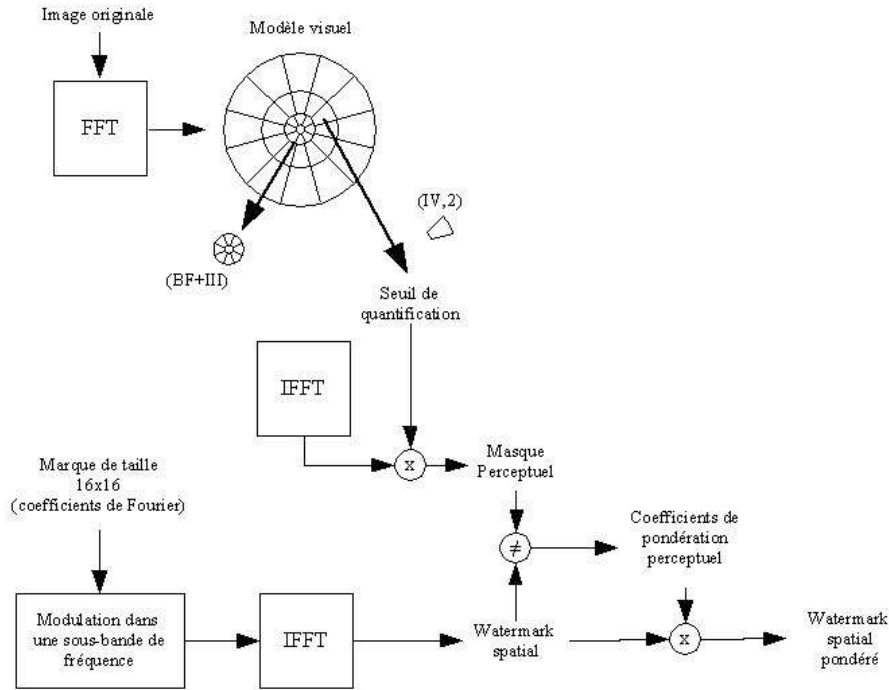 Image originale
Modèle visuel
FFT
(IV,2)
(BF+III)
Seuil de
quantification
IFFT
x
Masque
Perceptuel
Marque de taille
16x16
(coefficients de Fourier)
≠
Coefficients de
pondération
perceptuel
Modulation dans
une sous-bande de
fréquence
IFFT
Watermark
spatial
x
Watermark
spatial
pondéré